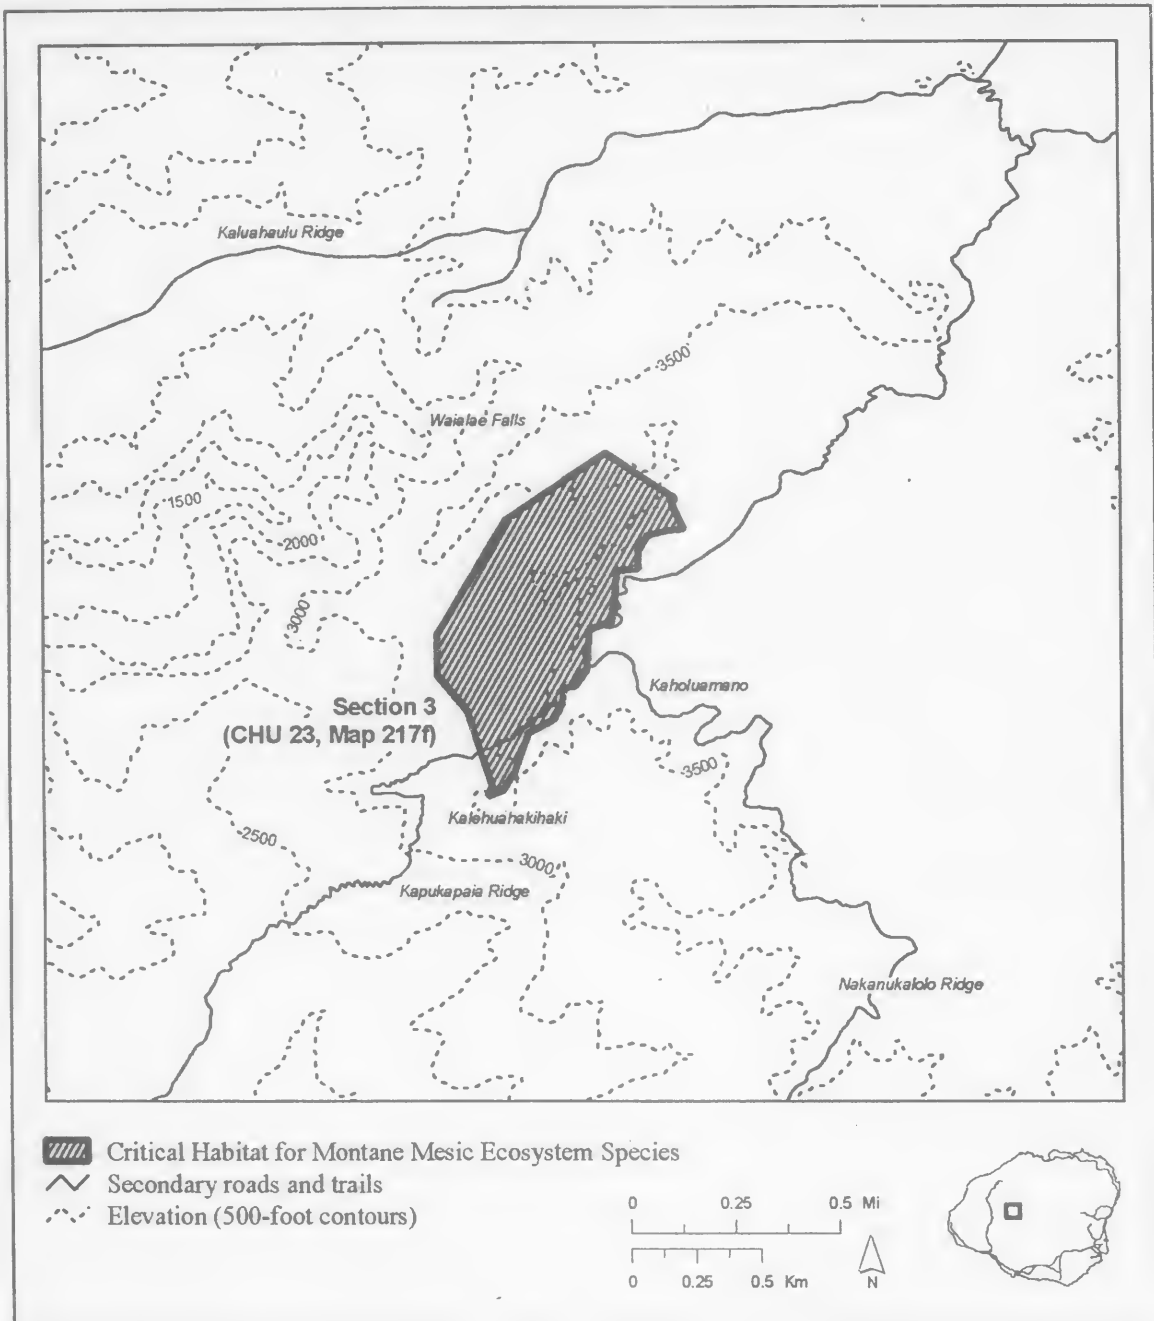 Kaluahaulu Ridge
3500
Waialae Falls
1500
2000
3000
Section 3
(CHU 23, Map 217f)
Kaholuamano
3500
Kalehuahakihaki
2500
3000
Kapukapaia Ridge
Nakanukalolo Ridge
Critical Habitat for Montane Mesic Ecosystem Species
Secondary roads and trails
Elevation (500-foot contours)
0 0.25 0.5 Mi
0 0.25 0.5 Km
N